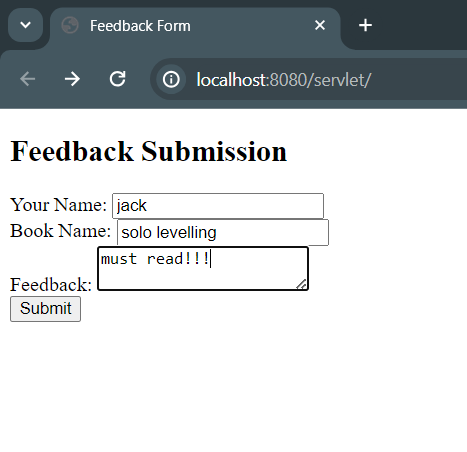 Feedback Form
localhost:8080/servlet/
Feedback Submission
Your Name: jack
Book Name: solo levelling
must read!!!
Feedback:
Submit